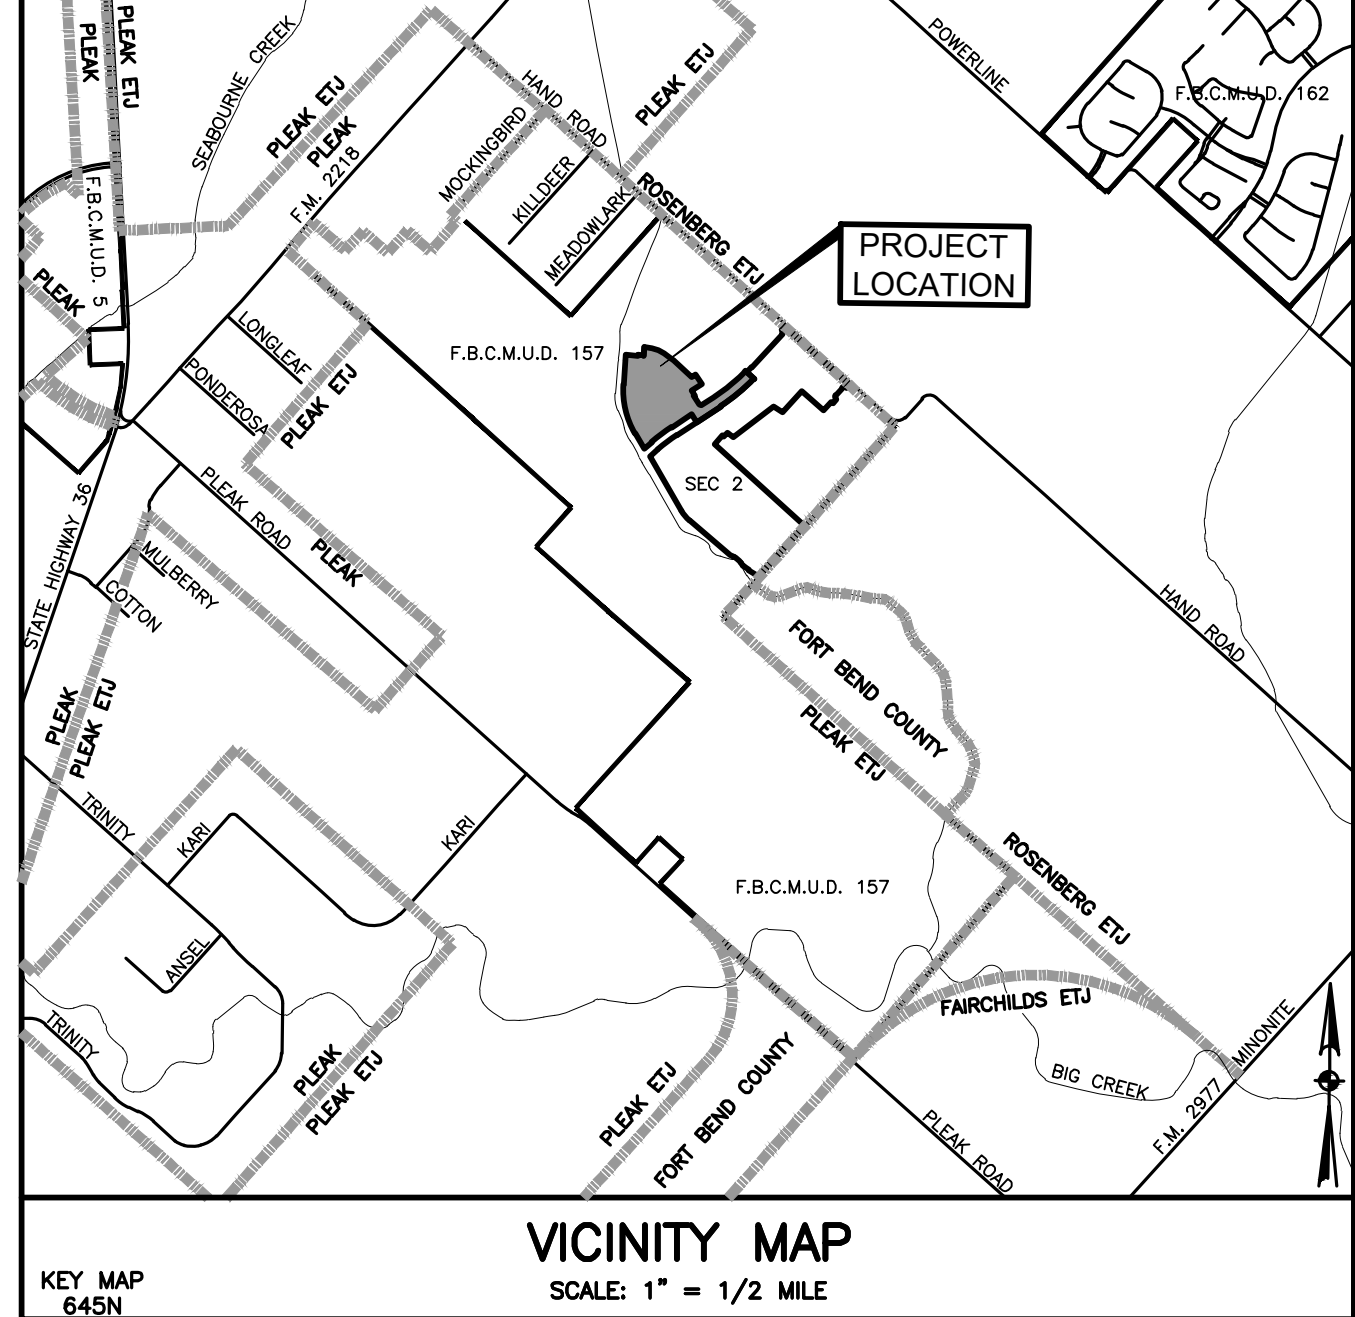 PLEAK
PLEAK ETJ
SEABOURNE CREEK
PLEAK ETJ
PLEAK
F.M. 2218
HAND ROAD
PLEAK ETJ
POWERLINE
F.B.C.M.U.D. 162
MOCKINGBIRD
KILLDEER
MEADOWLARK
ROSENBERG ETJ
PROJECT
LOCATION
F.B.C.M.U.D. 5
PLEAK
LONGLEAF
PONDEROSA
PLEAK ETJ
F.B.C.M.U.D. 157
SEC 2
STATE HIGHWAY 36
PLEAK ROAD
PLEAK
MULBERRY
COTTON
HAND ROAD
FORT BEND COUNTY
PLEAK ETJ
PLEAK
PLEAK ETJ
TRINITY
KARI
KARI
ROSENBERG ETJ
F.B.C.M.U.D. 157
ANSEL
FAIRCHILDS ETJ
MINONITE
TRINITY
PLEAK
PLEAK ETJ
PLEAK ETJ
FORT BEND COUNTY
BIG CREEK
F.M. 2977
PLEAK ROAD
VICINITY MAP
SCALE: 1" = 1/2 MILE
KEY MAP
645N